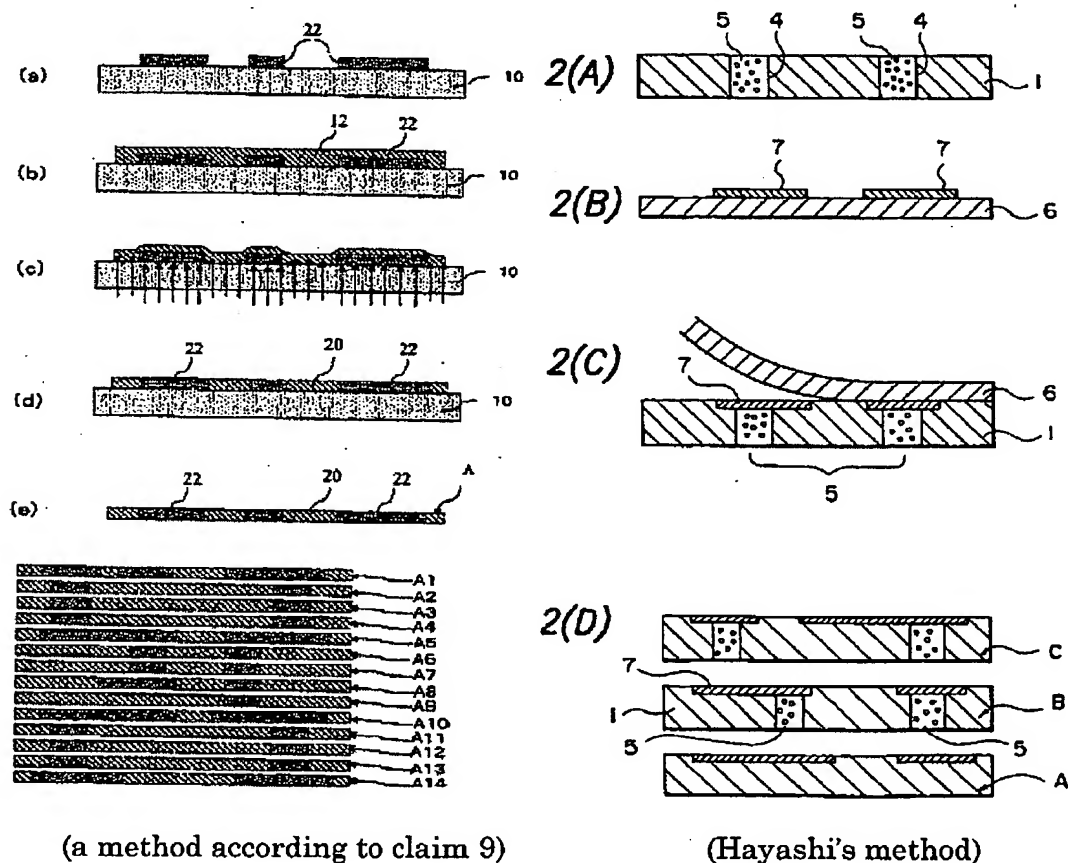 22
(a)
10
12
22
(b)
10
(c)
10
22
20
22
(d)
10
22
20
22
A
(e)
A1
A2
A3
A4
A5
A6
A7
A8
A9
A10
A11
A12
A13
A14
(a method according to claim 9)
5
4
5
4
2(A)
1
7
7
2(B)
6
2(C)
7
6
1
5
2(D)
C
7
1
B
5
5
A
(Hayashi's method)